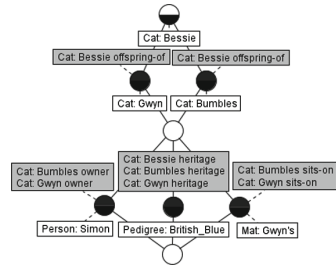 Cat: Bessie
Cat: Bessie offspring-of
Cat: Bessie offspring-of
Cat: Gwyn
Cat: Bumbles
Cat: Bumbles owner
Cat: Gwyn owner
Cat: Bessie heritage
Cat: Bumbles heritage
Cat: Gwyn heritage
Cat: Bumbles sits-on
Cat: Gwyn sits-on
Person: Simon
Pedigree: British_Blue
Mat: Gwyn's